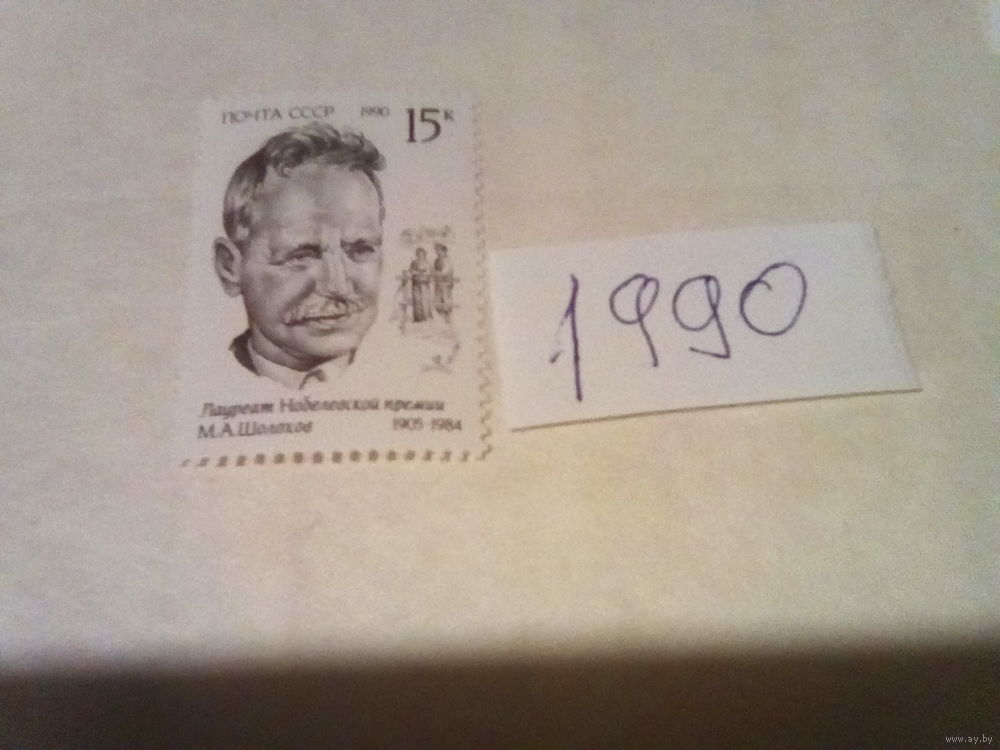 ПОЧТА СССР 1990 15к
Лауреат Нобелевской премии
М.А.Шолохов 1905-1984
1990
www.ay.by